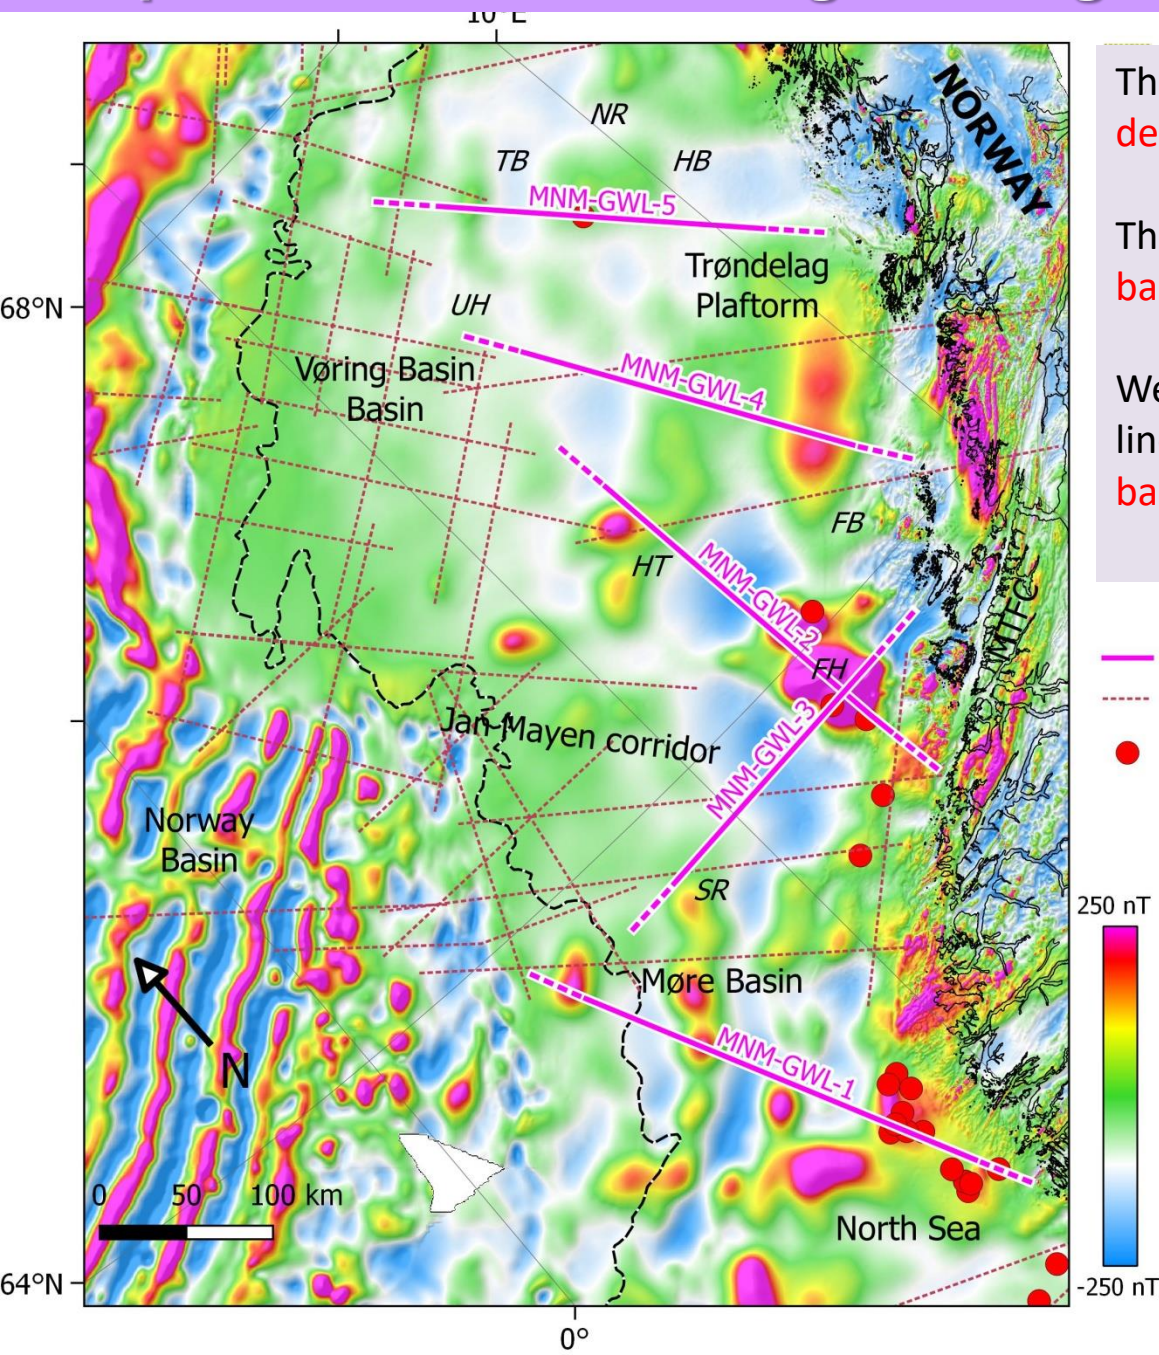 10°E
NORWAY
NR
TB
HB
MNM-GWL-5
Trøndelag
Plaftorm
68°N
UH
Vøring Basin
Basin
MNM-GWL-4
FB
HT
MNM-GWL-2
MTFC
FH
Jan Mayen corridor
MNM-GWL-3
Norway
Basin
SR
Møre Basin
N
MNM-GWL-1
0 50 100 km
North Sea
64°N
0°
Th
de
Th
ba
We
lin
ba
250 nT
-250 nT